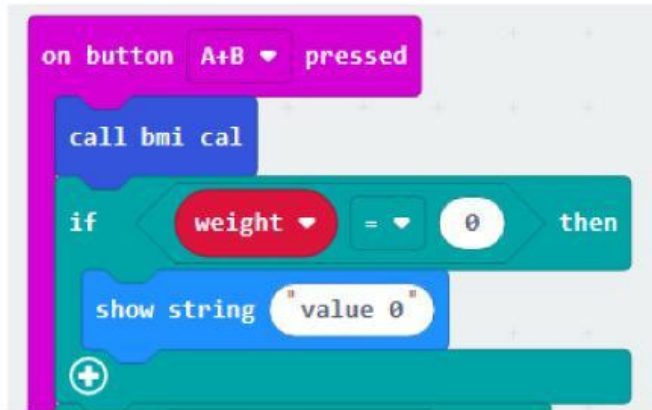 on button A+B pressed
call bmi cal
if weight = 0 then
show string "value 0"